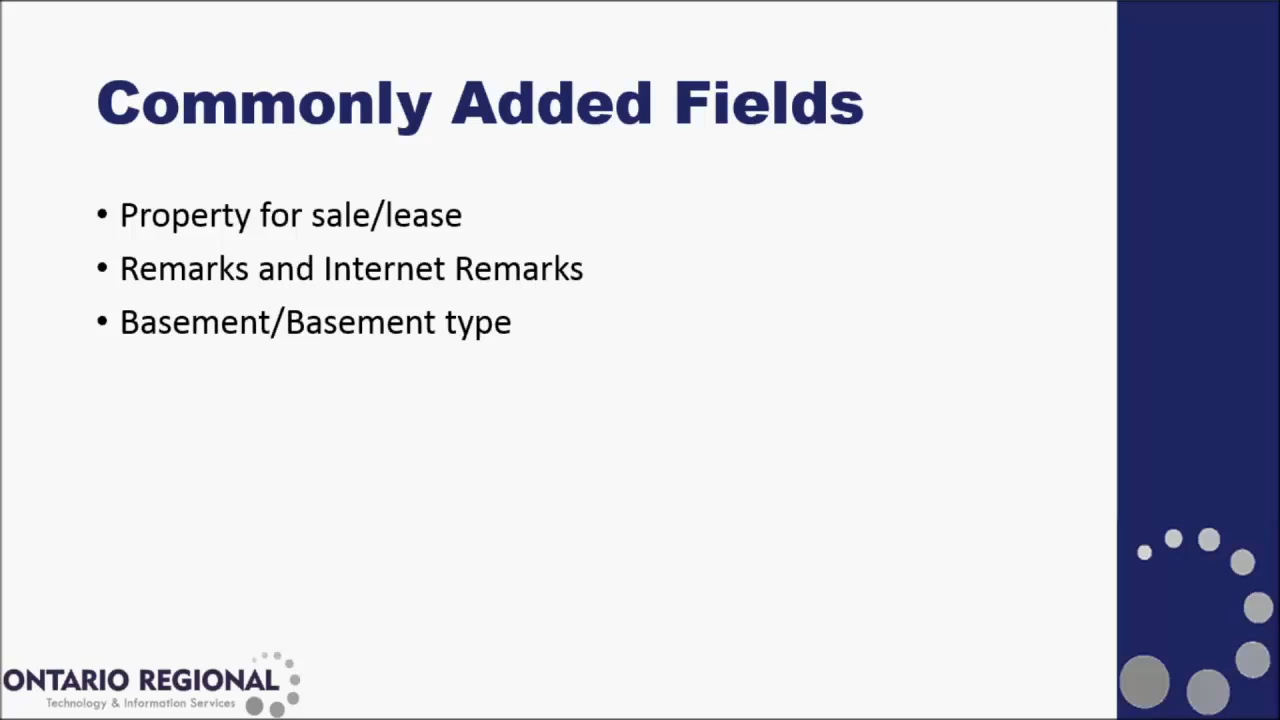 Commonly Added Fields
• Property for sale/lease
• Remarks and Internet Remarks
• Basement/Basement type
ONTARIO REGIONAL
Technology & Information Services